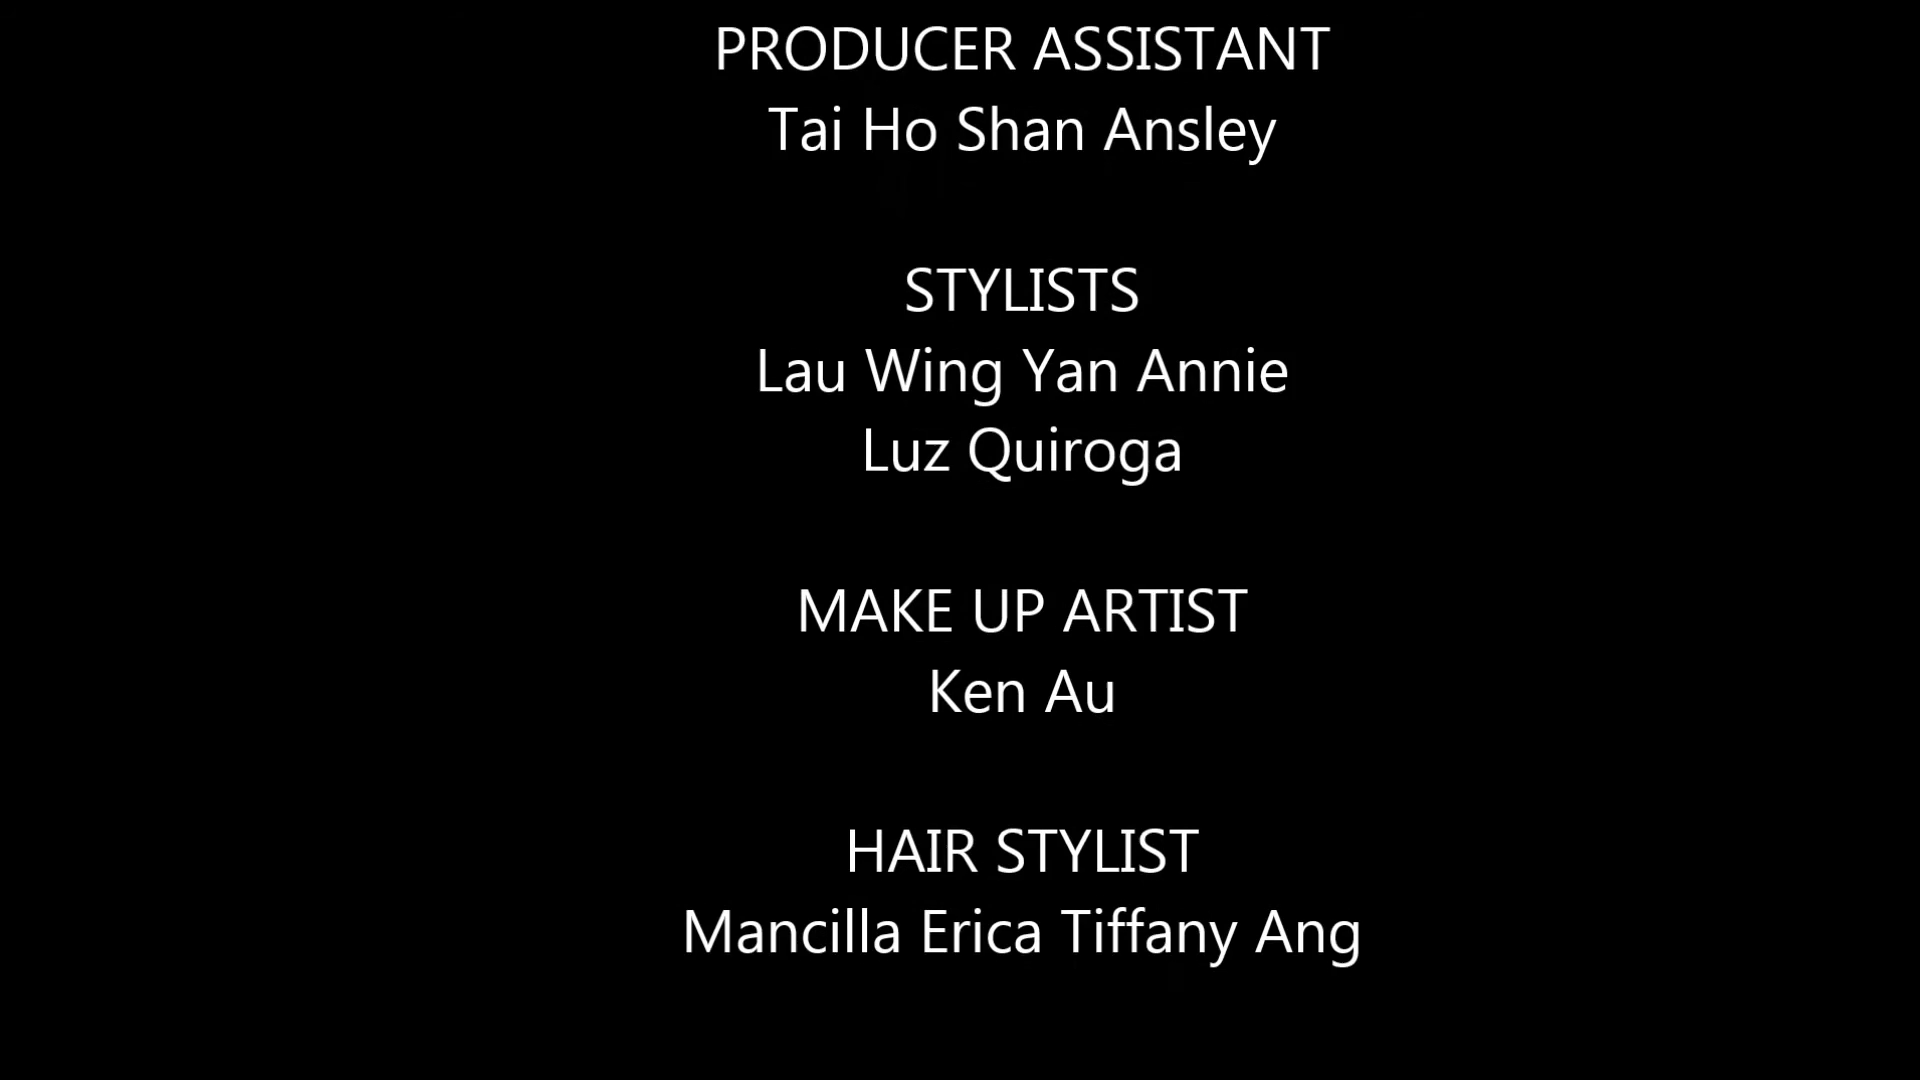 PRODUCER ASSISTANT
Tai Ho Shan Ansley
STYLISTS
Lau Wing Yan Annie
Luz Quiroga
MAKE UP ARTIST
Ken Au
HAIR STYLIST
Mancilla Erica Tiffany Ang